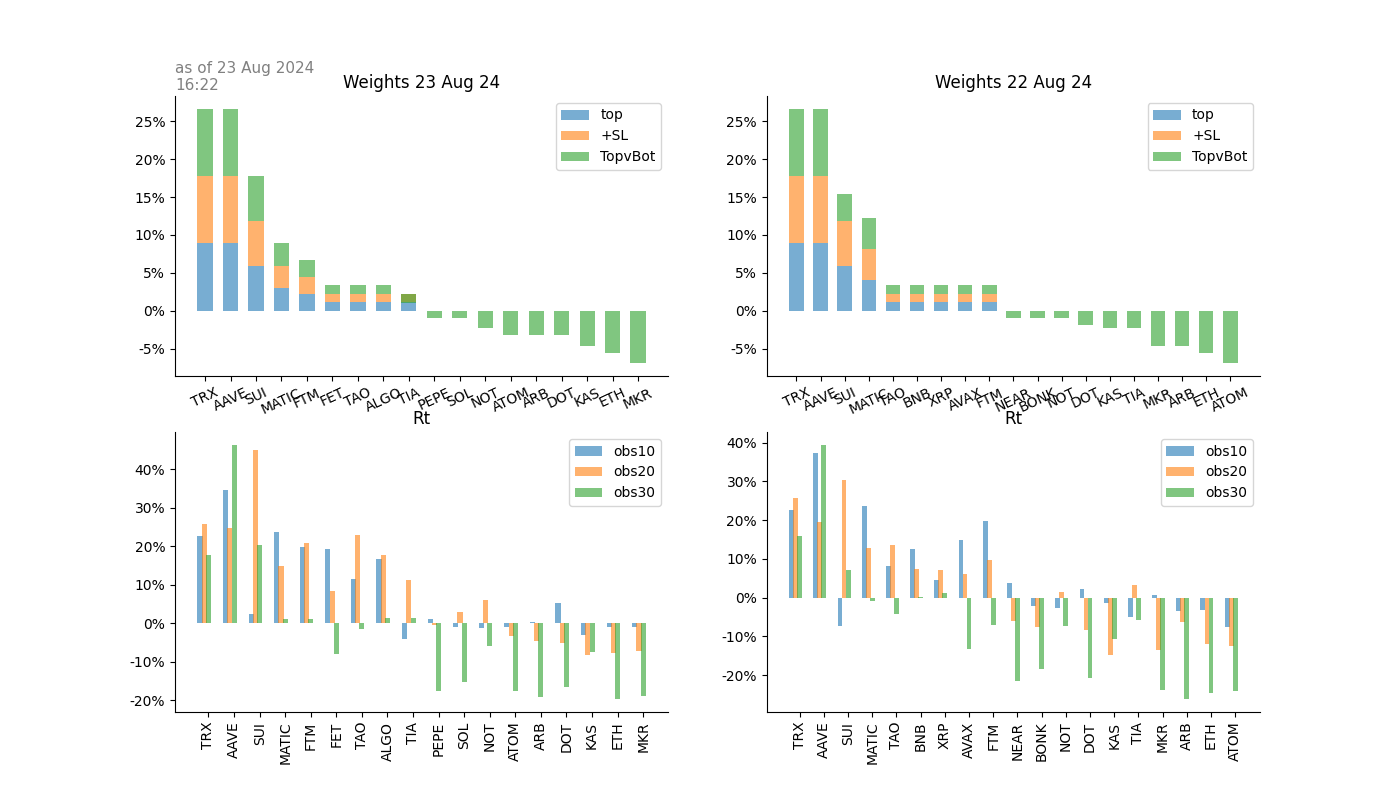 as of 23 Aug 2024
16:22
Weights 23 Aug 24
25%
20%
15%
10%
5%
0%
-5%
top
+SL
TopvBot
TRX AAVE SUI MATIC FTM FET TAO ALGO TIA PEPE SOL NOT ATOM ARB DOT KAS ETH MKR
Weights 22 Aug 24
25%
20%
15%
10%
5%
0%
-5%
top
+SL
TopvBot
TRX AAVE SUI MATIC TAO BNB XRP AVAX FTM NEAR BONK NOT DOT KAS TIA MKR ARB ETH ATOM
Rt
40%
30%
20%
10%
0%
-10%
-20%
obs10
obs20
obs30
TRX AAVE SUI MATIC FTM FET TAO ALGO TIA PEPE SOL NOT ATOM ARB DOT KAS ETH MKR
Rt
40%
30%
20%
10%
0%
-10%
-20%
obs10
obs20
obs30
TRX AAVE SUI MATIC TAO BNB XRP AVAX FTM NEAR BONK NOT DOT KAS TIA MKR ARB ETH ATOM